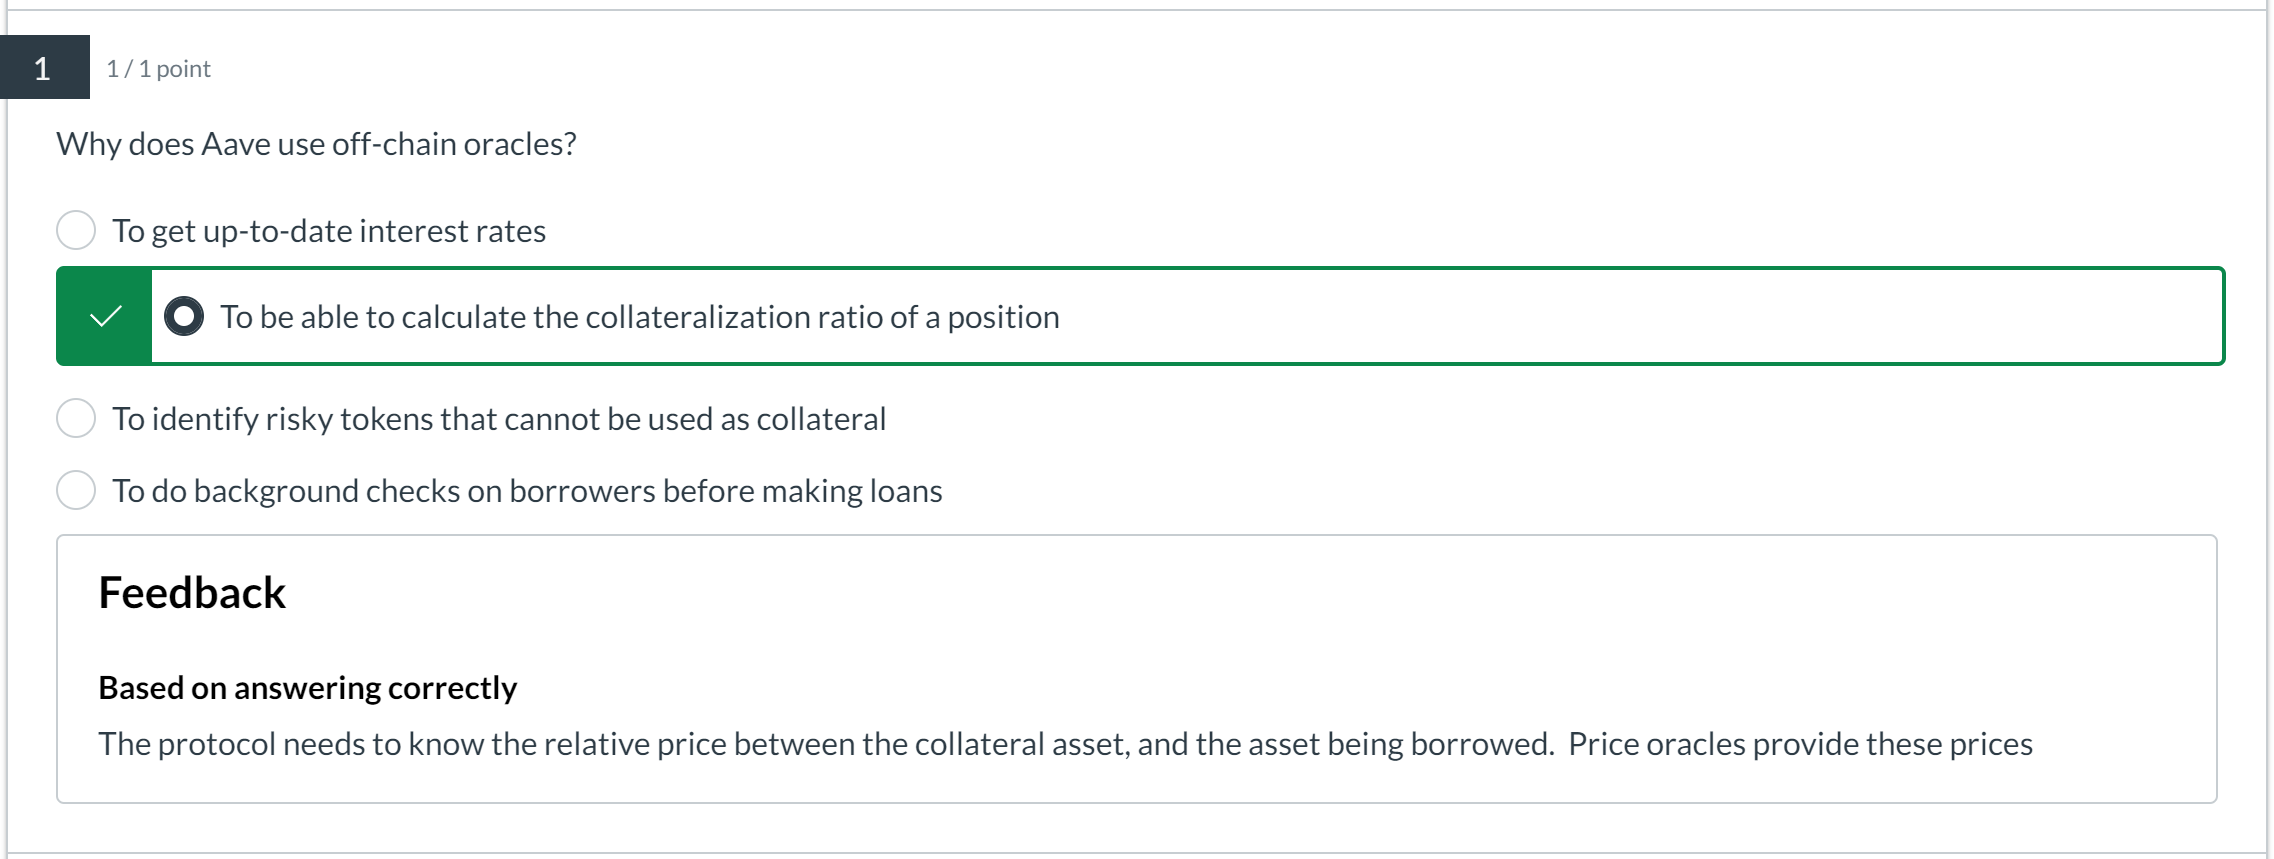 1
1 / 1 point
Why does Aave use off-chain oracles?
To get up-to-date interest rates
To be able to calculate the collateralization ratio of a position
To identify risky tokens that cannot be used as collateral
To do background checks on borrowers before making loans
Feedback
Based on answering correctly
The protocol needs to know the relative price between the collateral asset, and the asset being borrowed.  Price oracles provide these prices